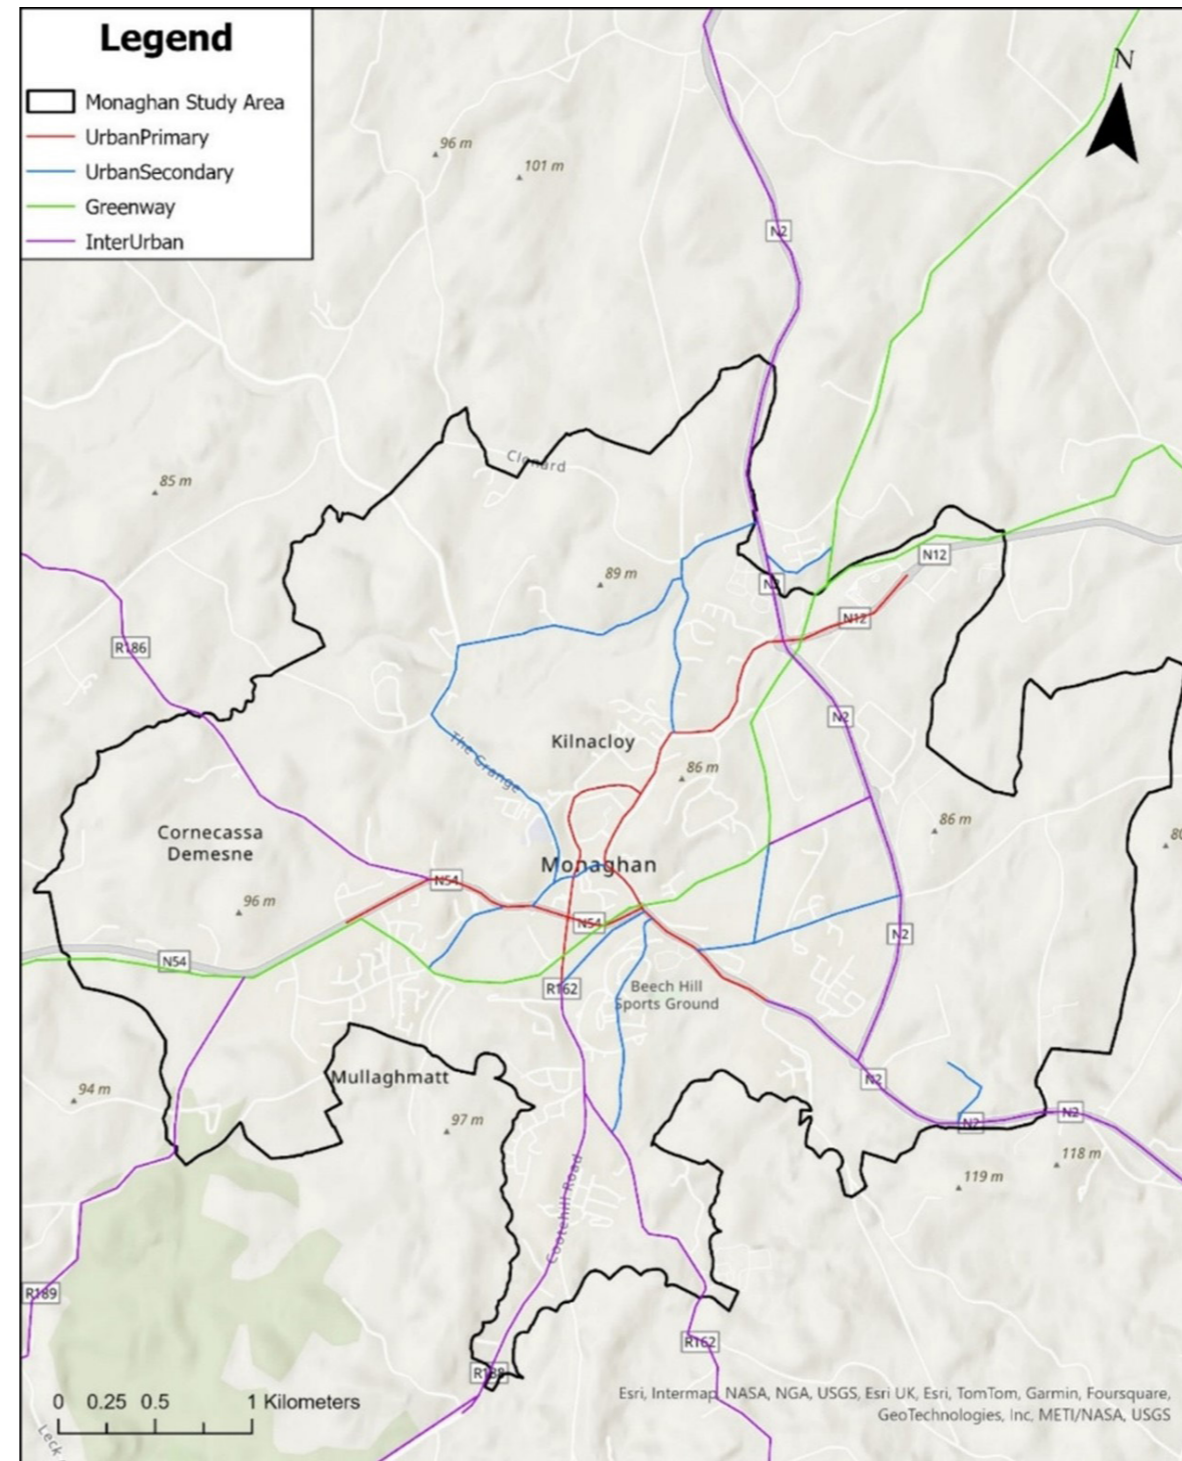 Legend
Monaghan Study Area
UrbanPrimary
UrbanSecondary
Greenway
InterUrban
N
96 m
101 m
N2
Clonard
85 m
N12
89 m
N2
N12
R186
N2
Kilnacloy
The Grange
86 m
86 m
Cornecassa
Demesne
Monaghan
N54
96 m
N54
N2
N54
R162
Beech Hill
Sports Ground
Mullaghmatt
N2
94 m
97 m
N2
N2
118 m
119 m
Cootehill Road
R189
R162
R188
0 0.25 0.5 1 Kilometers
Leck
Esri, Intermap, NASA, NGA, USGS, Esri UK, Esri, TomTom, Garmin, Foursquare,
GeoTechnologies, Inc, METI/NASA, USGS